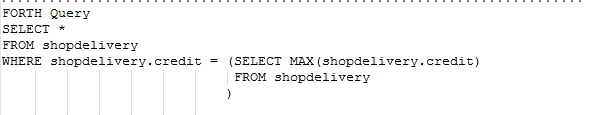 FORTH Query
SELECT *
FROM shopdelivery
WHERE shopdelivery.credit = (SELECT MAX(shopdelivery.credit)
FROM shopdelivery
)